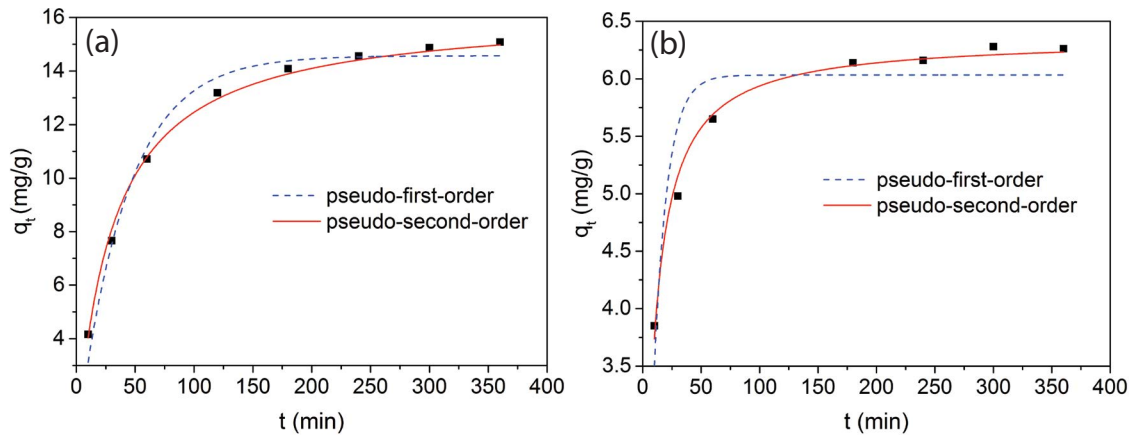 (a)
16
14
12
10
8
6
4
q_t (mg/g)
pseudo-first-order
pseudo-second-order
0 50 100 150 200 250 300 350 400
t (min)
(b)
6.5
6.0
5.5
5.0
4.5
4.0
3.5
q_t (mg/g)
pseudo-first-order
pseudo-second-order
0 50 100 150 200 250 300 350 400
t (min)